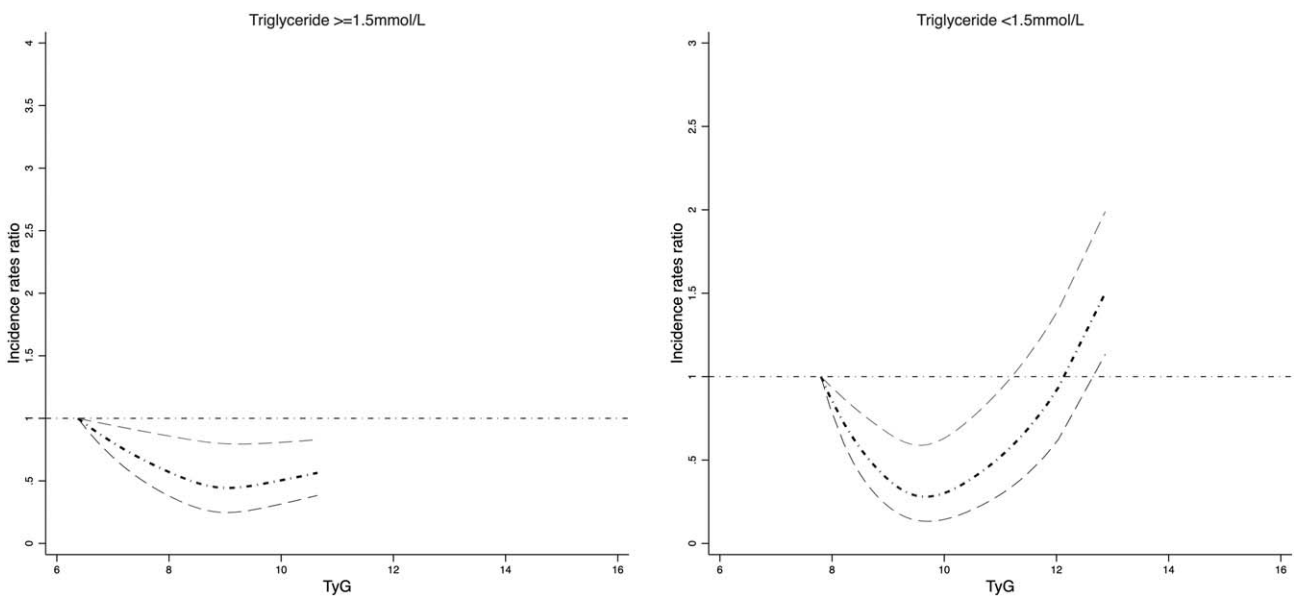 Triglyceride >=1.5mmol/L
4
3.5
3
2.5
2
1.5
1
.5
0
Incidence rates ratio
6 8 10 12 14 16
TyG
Triglyceride <1.5mmol/L
3
2.5
2
1.5
1
.5
0
Incidence rates ratio
6 8 10 12 14 16
TyG